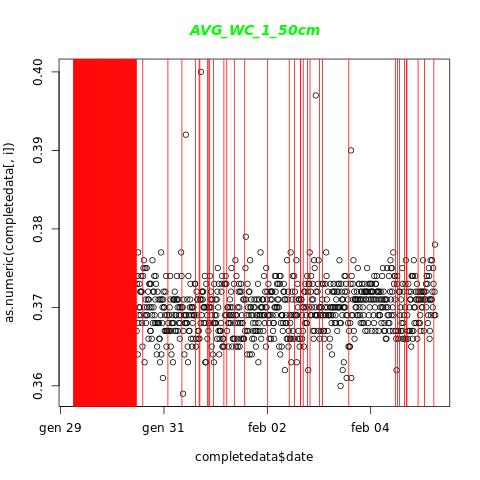 AVG_WC_1_50cm
as.numeric(completedata[, i])
0.40
0.39
0.38
0.37
0.36
gen 29
gen 31
feb 02
feb 04
completedata$date